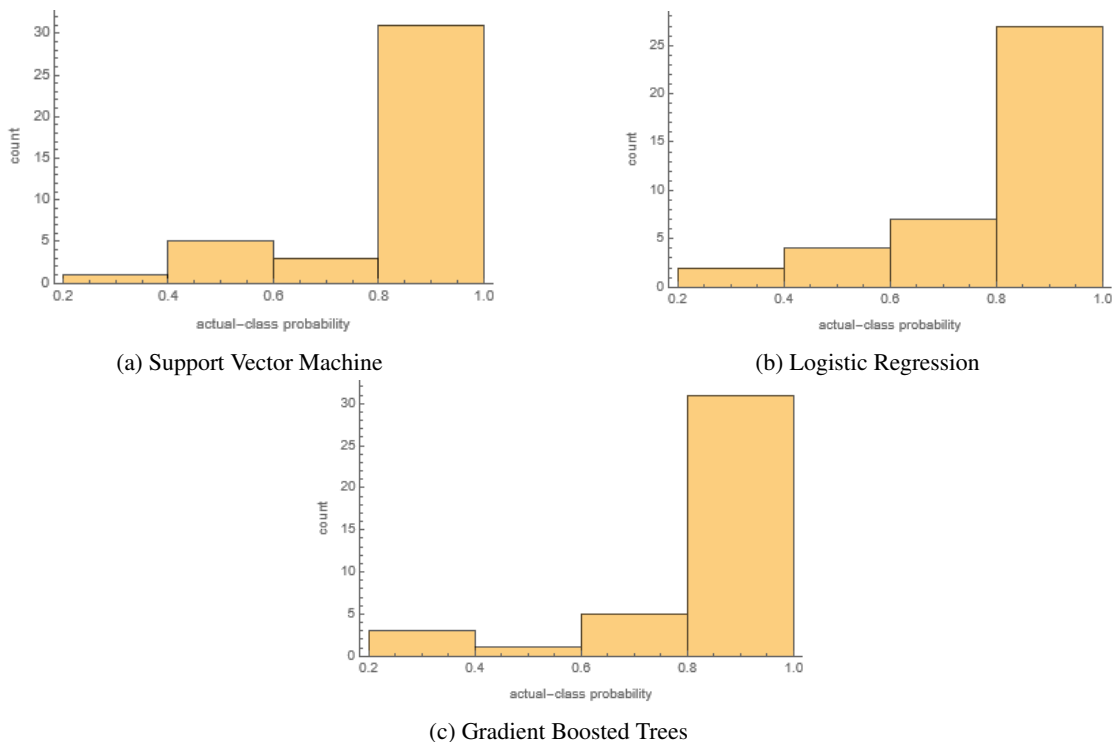 30
25
20
15
10
5
0
count
0.2 0.4 0.6 0.8 1.0
actual-class probability
(a) Support Vector Machine
25
20
15
10
5
0
count
0.2 0.4 0.6 0.8 1.0
actual-class probability
(b) Logistic Regression
30
25
20
15
10
5
0
count
0.2 0.4 0.6 0.8 1.0
actual-class probability
(c) Gradient Boosted Trees